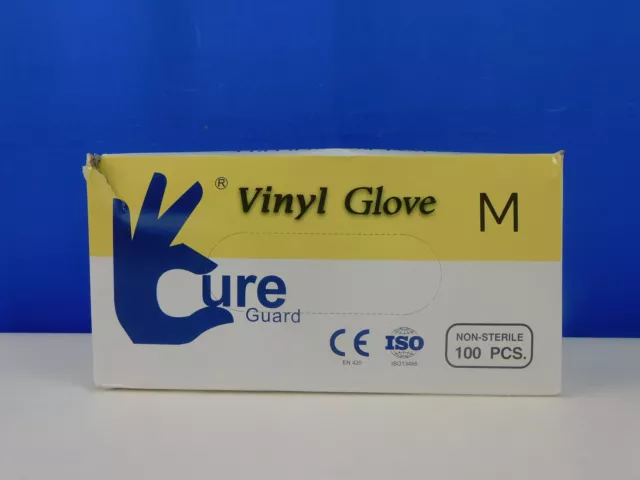 ® Vinyl Glove M
ure
Guard
CE ISO
EN 420 ISO13485
NON-STERILE
100 PCS.